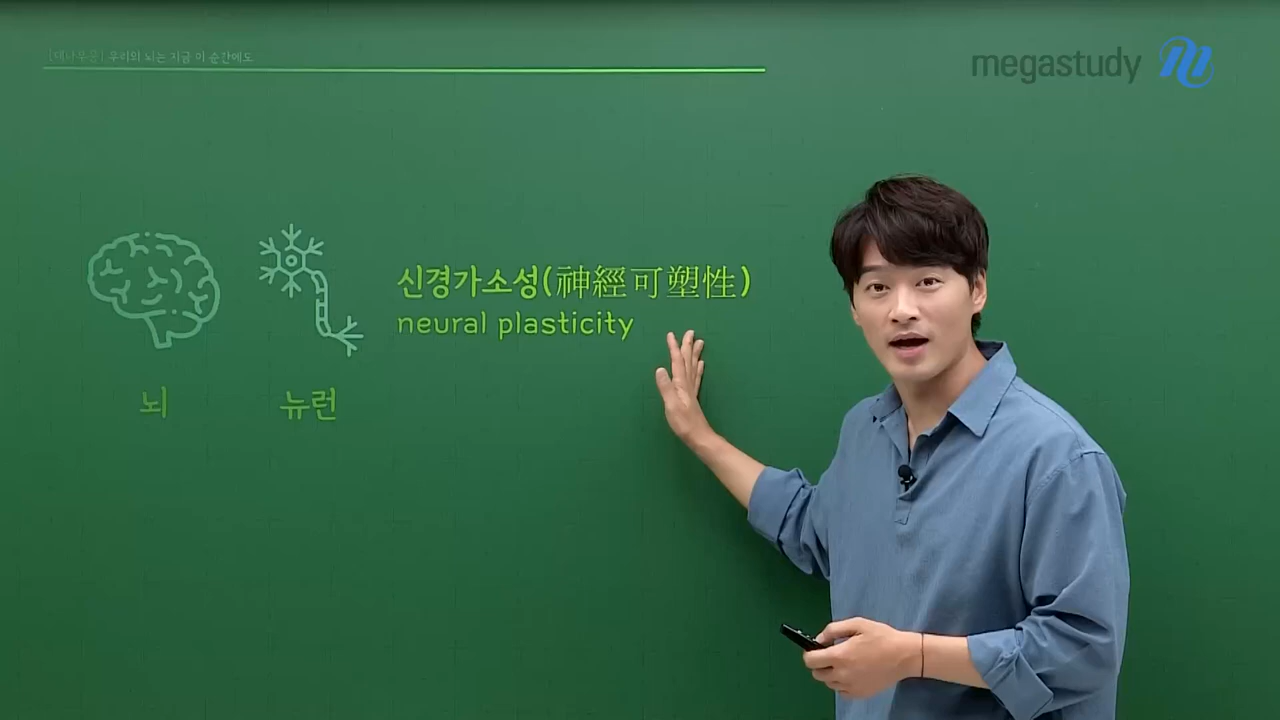 우리의 뇌는 지금 이 순간에도
megastudy
신경가소성(神經可塑性)
neural plasticity
뇌
뉴런